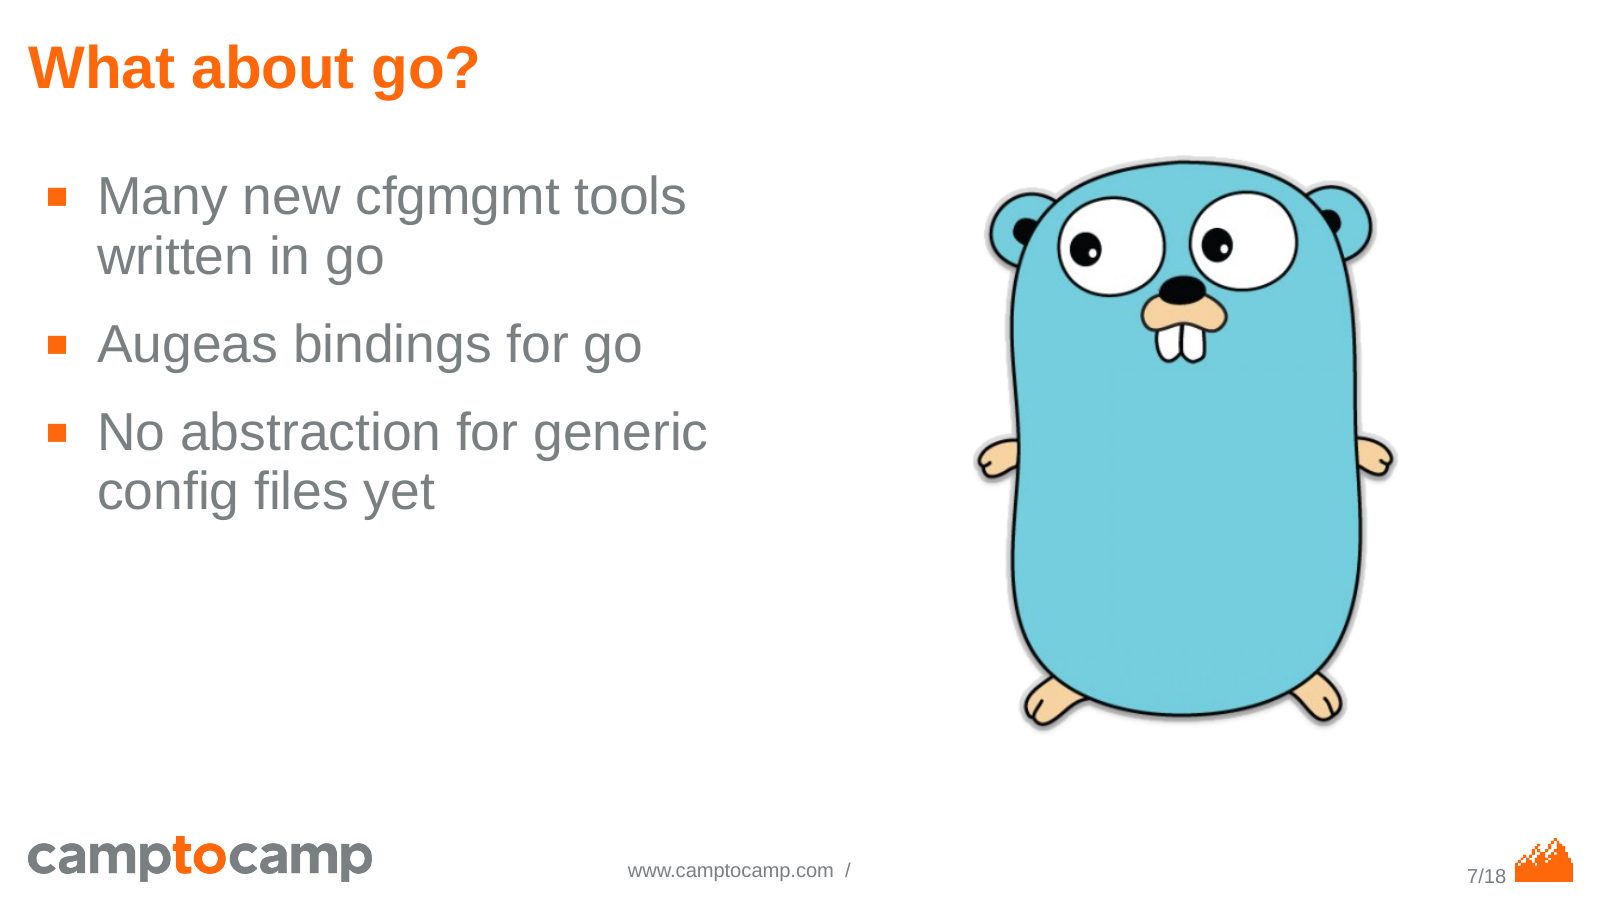 What about go?
Many new cfgmgmt tools
written in go
Augeas bindings for go
No abstraction for generic
config files yet
camptocamp
www.camptocamp.com /
7/18